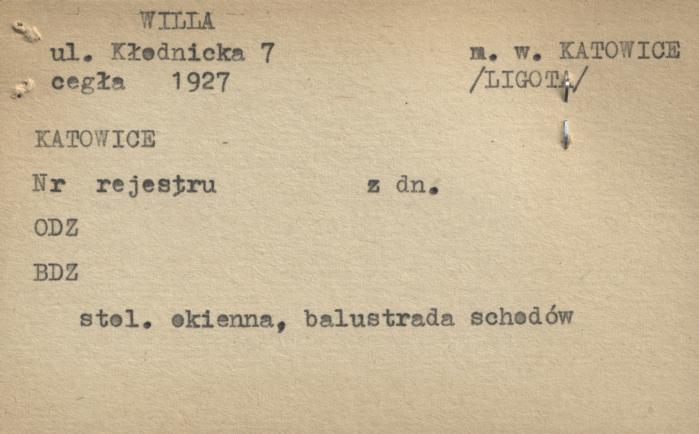 WILLA
ul. Kłodnicka 7 m. w. KATOWICE
cegła 1927 /LIGOTA/
KATOWICE
Nr rejestru z dn.
ODZ
BDZ
stol. okienna, balustrada schodów